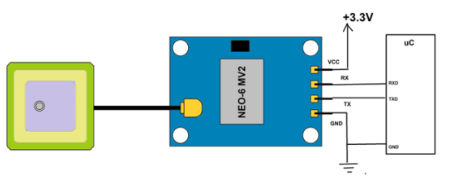 +3.3V
uC
VCC
RX
RXD
NEO-6 MV2
TX
TXD
GND
GND